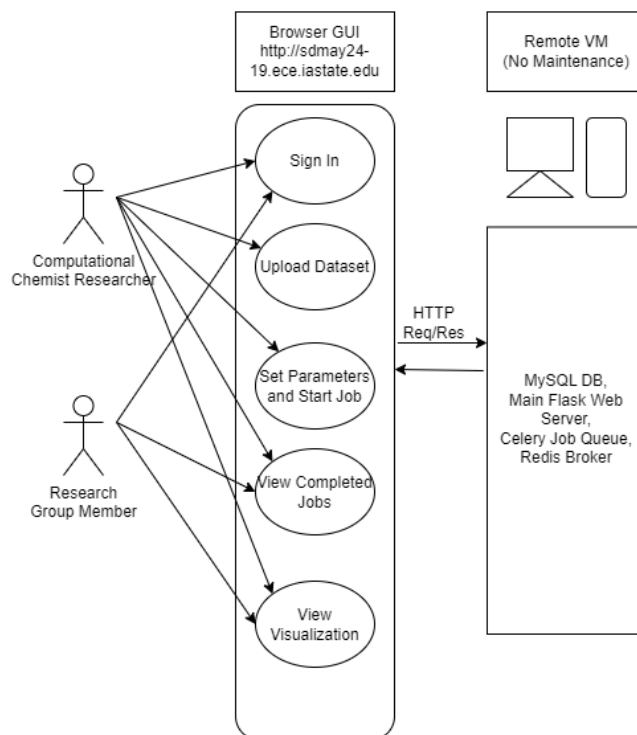 Browser GUI
http://sdmay24-
19.ece.iastate.edu
Remote VM
(No Maintenance)
Sign In
Computational
Chemist Researcher
Upload Dataset
HTTP
Req/Res
Set Parameters
and Start Job
MySQL DB,
Main Flask Web
Server,
Celery Job Queue,
Redis Broker
Research
Group Member
View Completed
Jobs
View
Visualization